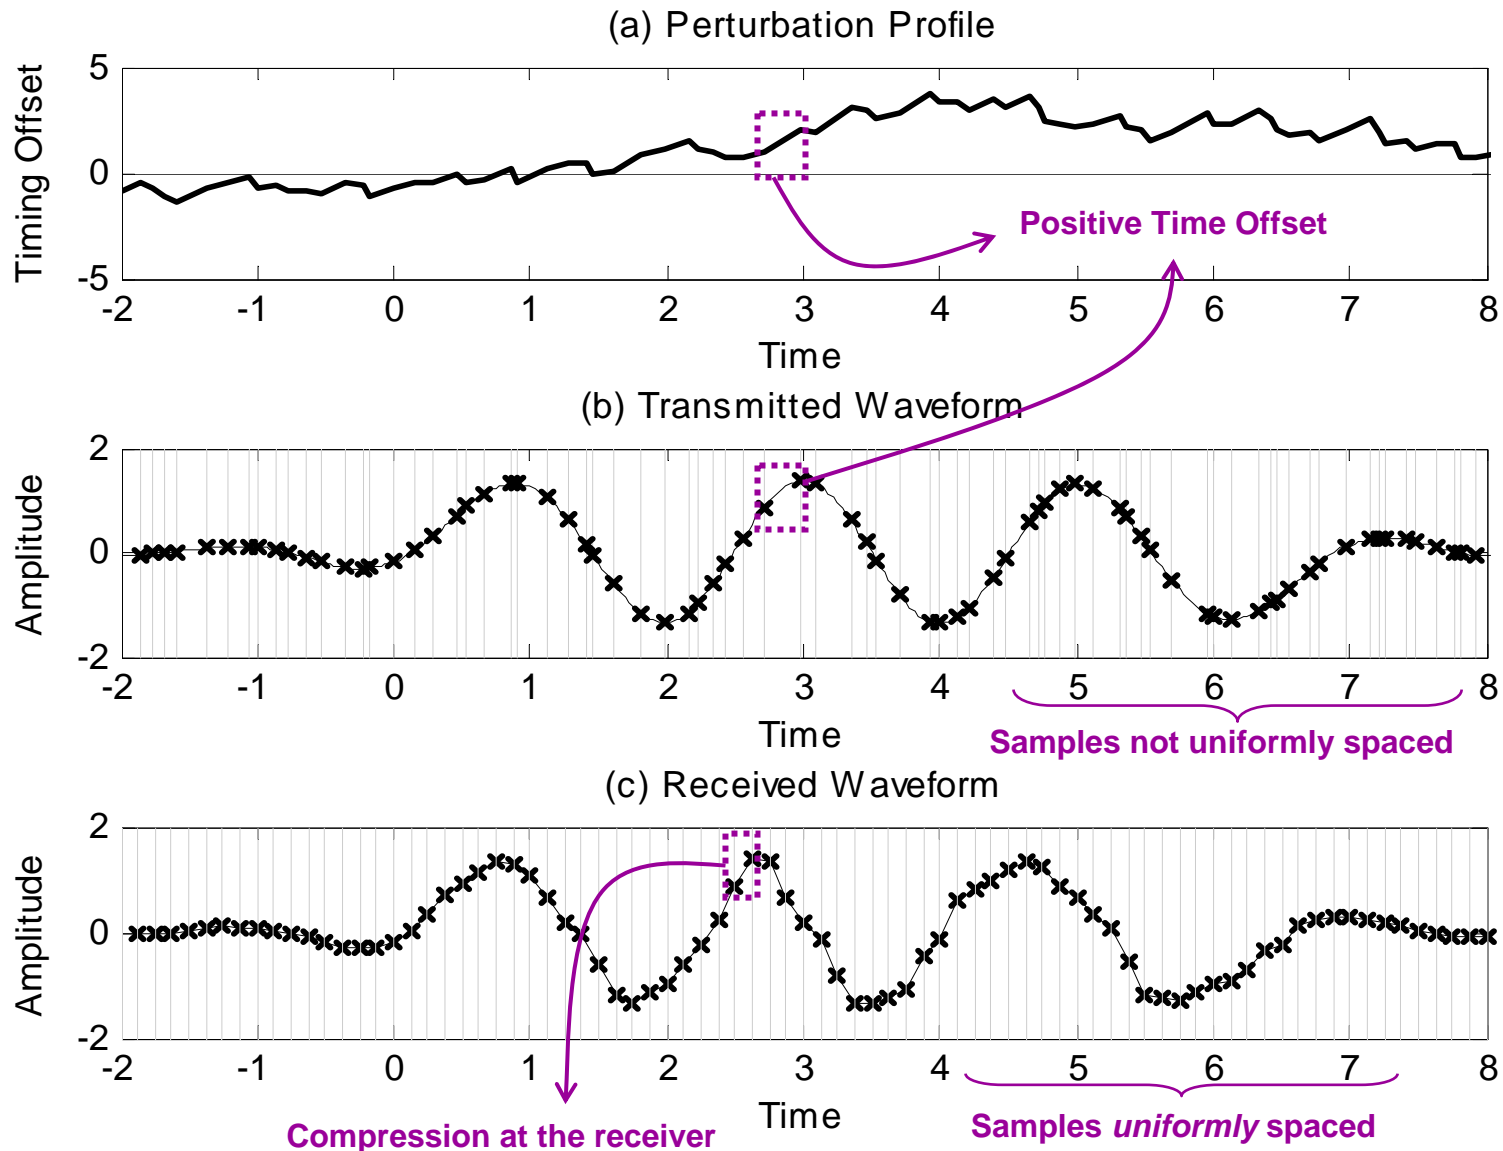 (a) Perturbation Profile
Timing Offset
5
0
-5
Positive Time Offset
-2 -1 0 1 2 3 4 5 6 7 8
Time
(b) Transmitted Waveform
Amplitude
2
0
-2
-2 -1 0 1 2 3 4 5 6 7 8
Time
Samples not uniformly spaced
(c) Received Waveform
Amplitude
2
0
-2
-2 -1 0 1 2 3 4 5 6 7 8
Time
Compression at the receiver
Samples uniformly spaced